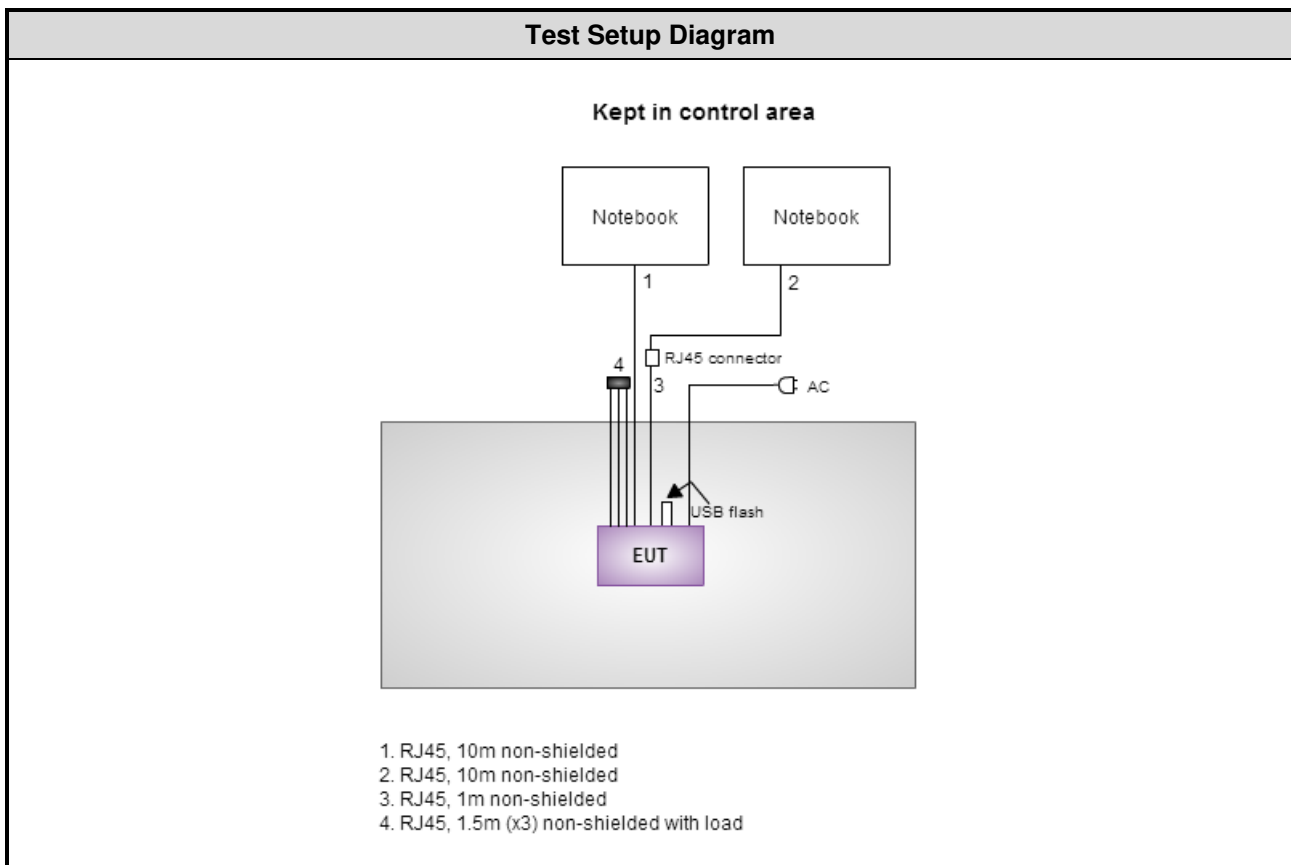 Test Setup Diagram
Kept in control area
Notebook
Notebook
1
2
RJ45 connector
4
3
AC
USB flash
EUT
1. RJ45, 10m non-shielded
2. RJ45, 10m non-shielded
3. RJ45, 1m non-shielded
4. RJ45, 1.5m (x3) non-shielded with load